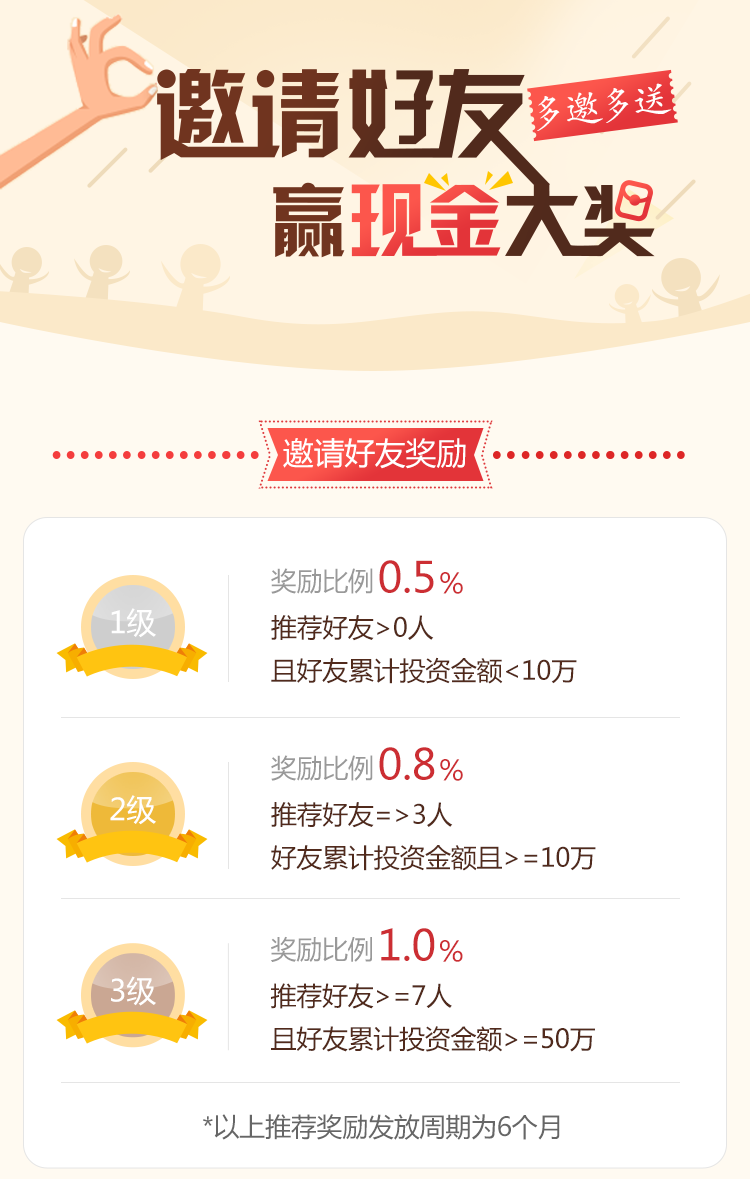 邀请好友
多邀多送
赢现金大奖
邀请好友奖励
1级
奖励比例0.5%
推荐好友>0人
且好友累计投资金额<10万
2级
奖励比例0.8%
推荐好友=>3人
好友累计投资金额且>=10万
3级
奖励比例1.0%
推荐好友>=7人
且好友累计投资金额>=50万
*以上推荐奖励发放周期为6个月